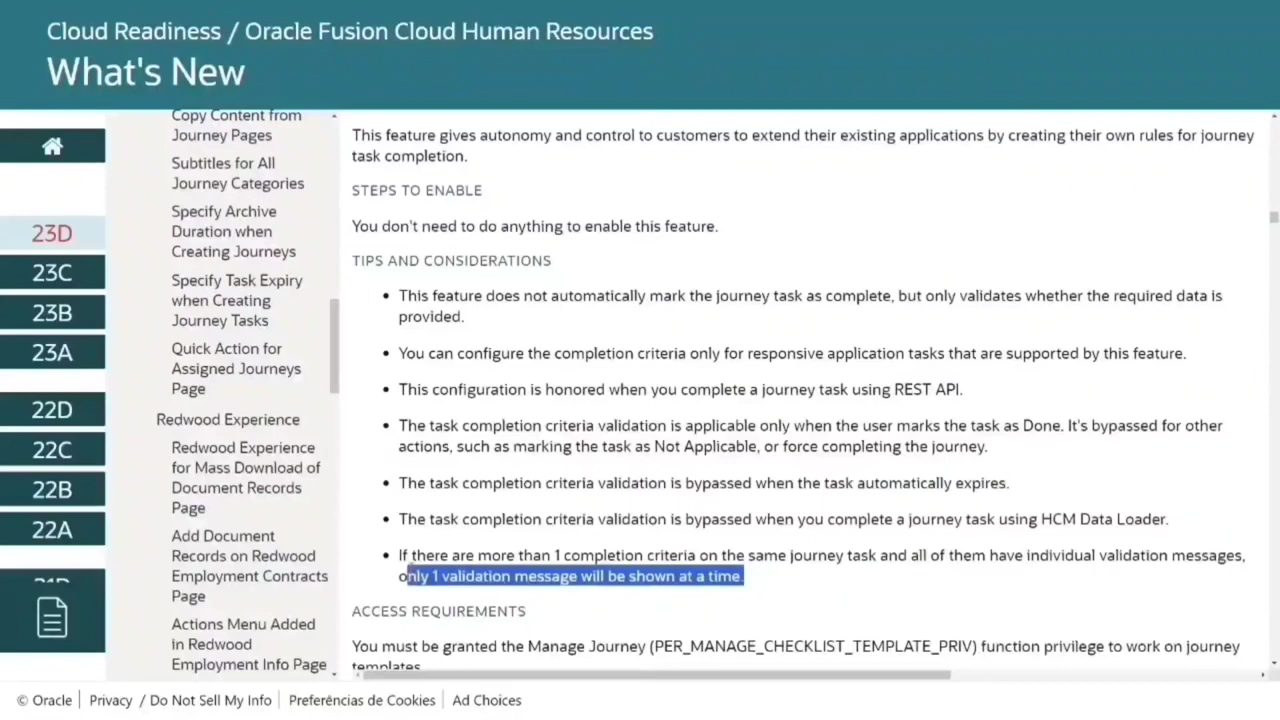 Cloud Readiness / Oracle Fusion Cloud Human Resources
What's New
23D
23C
23B
23A
22D
22C
22B
22A
Copy Content from
Journey Pages
Subtitles for All
Journey Categories
Specify Archive
Duration when
Creating Journeys
Specify Task Expiry
when Creating
Journey Tasks
Quick Action for
Assigned Journeys
Page
Redwood Experience
Redwood Experience
for Mass Download of
Document Records
Page
Add Document
Records on Redwood
Employment Contracts
Page
Actions Menu Added
in Redwood
Employment Info Page
This feature gives autonomy and control to customers to extend their existing applications by creating their own rules for journey
task completion.
STEPS TO ENABLE
You don't need to do anything to enable this feature.
TIPS AND CONSIDERATIONS
• This feature does not automatically mark the journey task as complete, but only validates whether the required data is
provided.
• You can configure the completion criteria only for responsive application tasks that are supported by this feature.
• This configuration is honored when you complete a journey task using REST API.
• The task completion criteria validation is applicable only when the user marks the task as Done. It's bypassed for other
actions, such as marking the task as Not Applicable, or force completing the journey.
• The task completion criteria validation is bypassed when the task automatically expires.
• The task completion criteria validation is bypassed when you complete a journey task using HCM Data Loader.
• If there are more than 1 completion criteria on the same journey task and all of them have individual validation messages,
only 1 validation message will be shown at a time.
ACCESS REQUIREMENTS
You must be granted the Manage Journey (PER_MANAGE_CHECKLIST_TEMPLATE_PRIV) function privilege to work on journey
templates.
© Oracle | Privacy / Do Not Sell My Info | Preferências de Cookies | Ad Choices